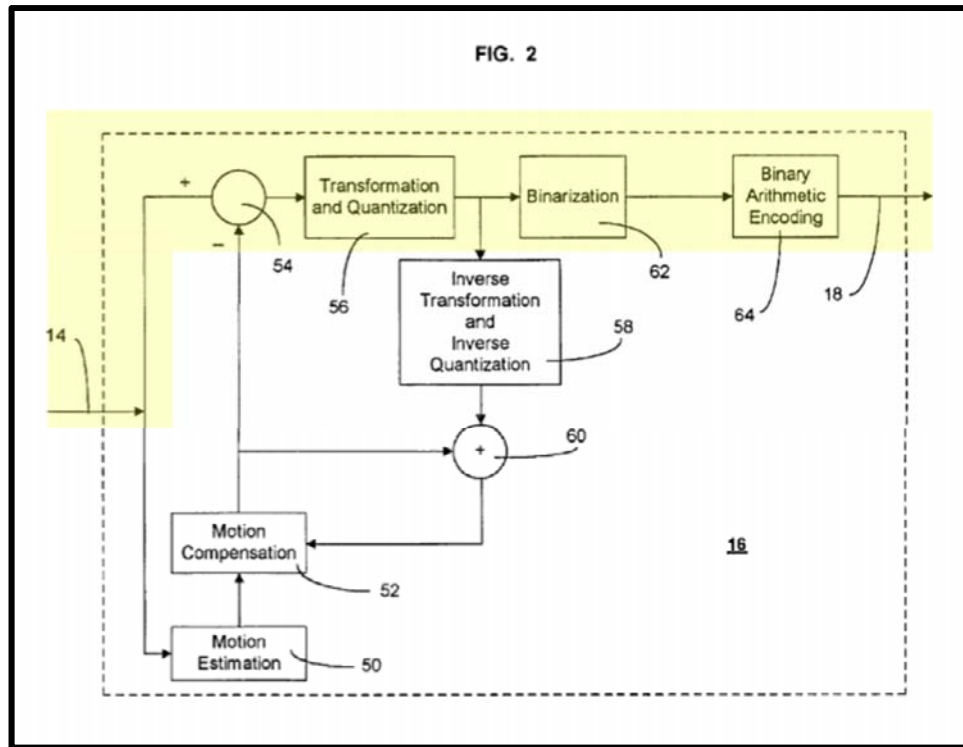 FIG. 2
+
Transformation
and Quantization
Binarization
Binary
Arithmetic
Encoding
−
54
56
62
64
18
Inverse
Transformation
and
Inverse
Quantization
58
14
+
60
Motion
Compensation
52
16
Motion
Estimation
50